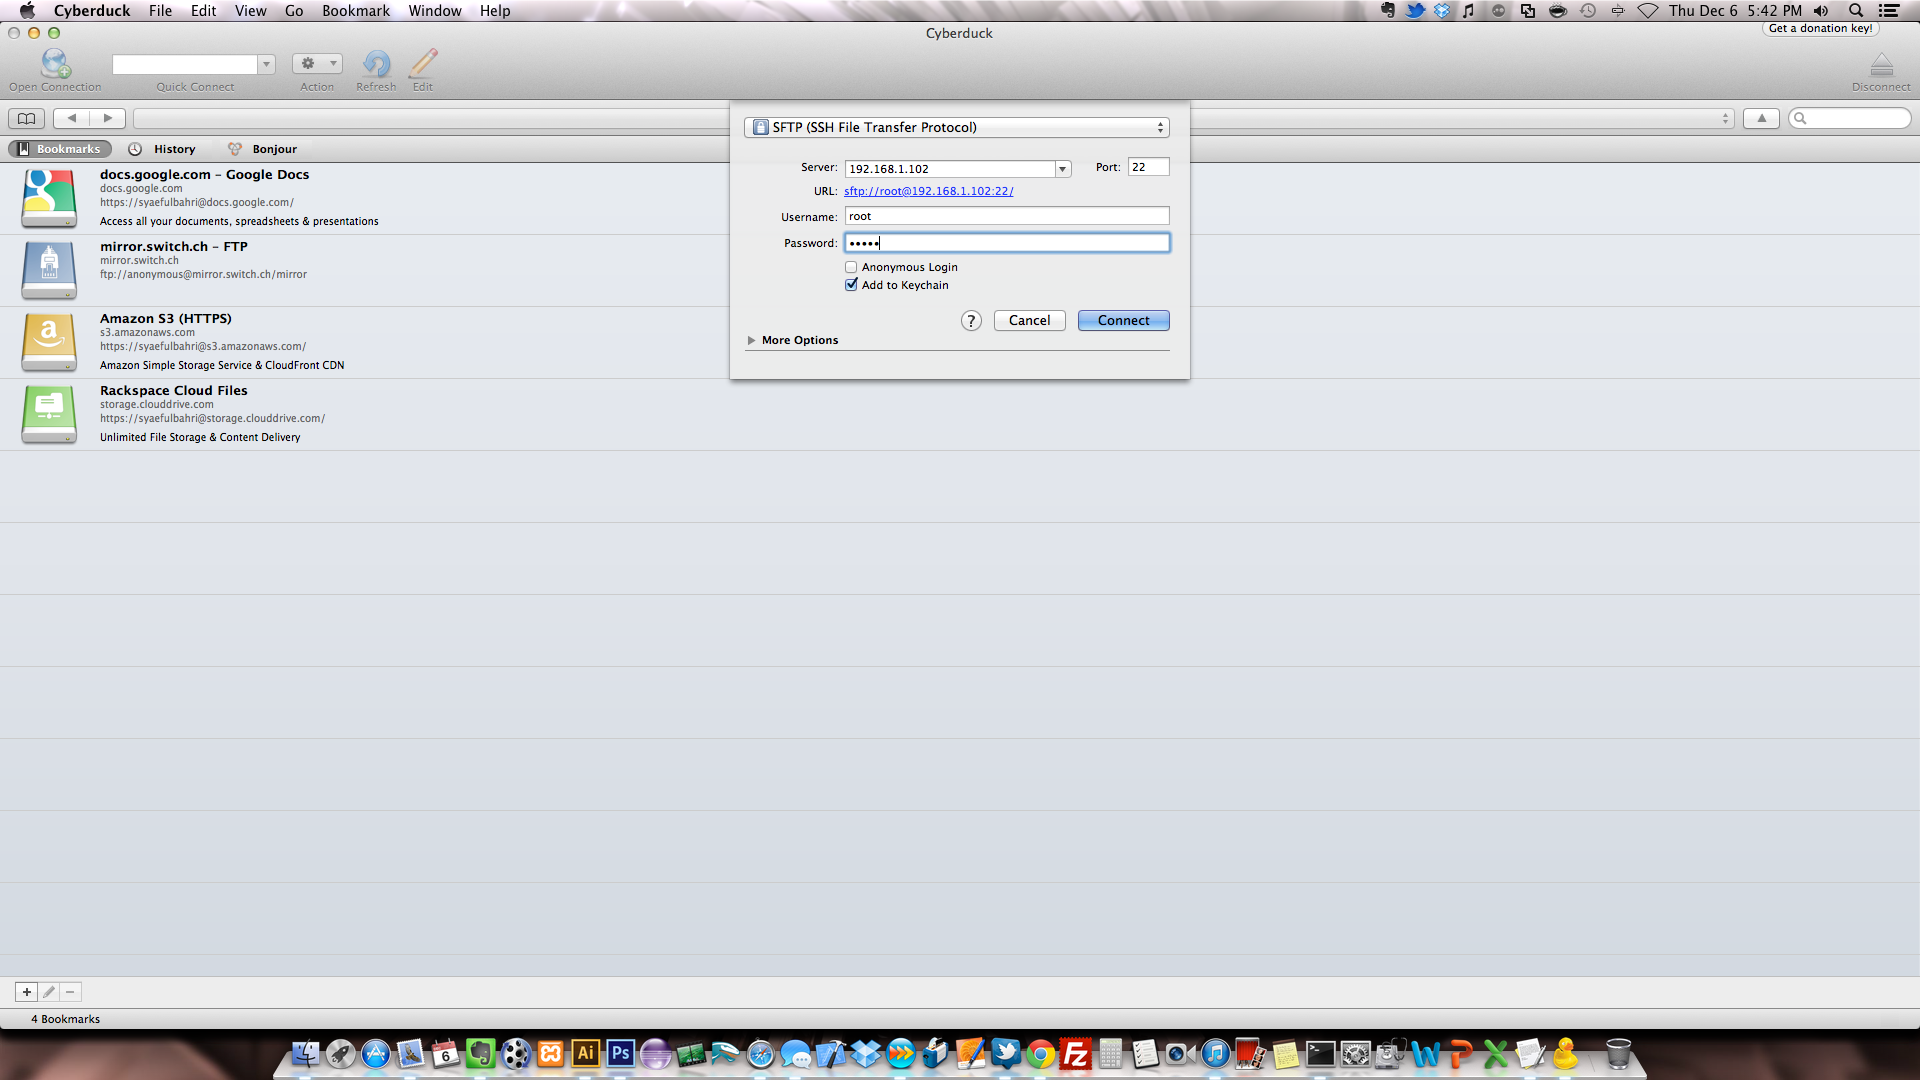 Cyberduck File Edit View Go Bookmark Window Help Thu Dec 6 5:42 PM
Cyberduck
Get a donation key!
Open Connection Quick Connect Action Refresh Edit Disconnect
SFTP (SSH File Transfer Protocol)
Bookmarks History Bonjour
Server: 192.168.1.102 Port: 22
URL: sftp://root@192.168.1.102:22/
Username: root
Password: •••••
Anonymous Login
Add to Keychain
? Cancel Connect
More Options
docs.google.com – Google Docs
docs.google.com
https://syaefulbahri@docs.google.com/
Access all your documents, spreadsheets & presentations
mirror.switch.ch – FTP
mirror.switch.ch
ftp://anonymous@mirror.switch.ch/mirror
Amazon S3 (HTTPS)
s3.amazonaws.com
https://syaefulbahri@s3.amazonaws.com/
Amazon Simple Storage Service & CloudFront CDN
Rackspace Cloud Files
storage.clouddrive.com
https://syaefulbahri@storage.clouddrive.com/
Unlimited File Storage & Content Delivery
4 Bookmarks
6 Ai Ps Fz W P X